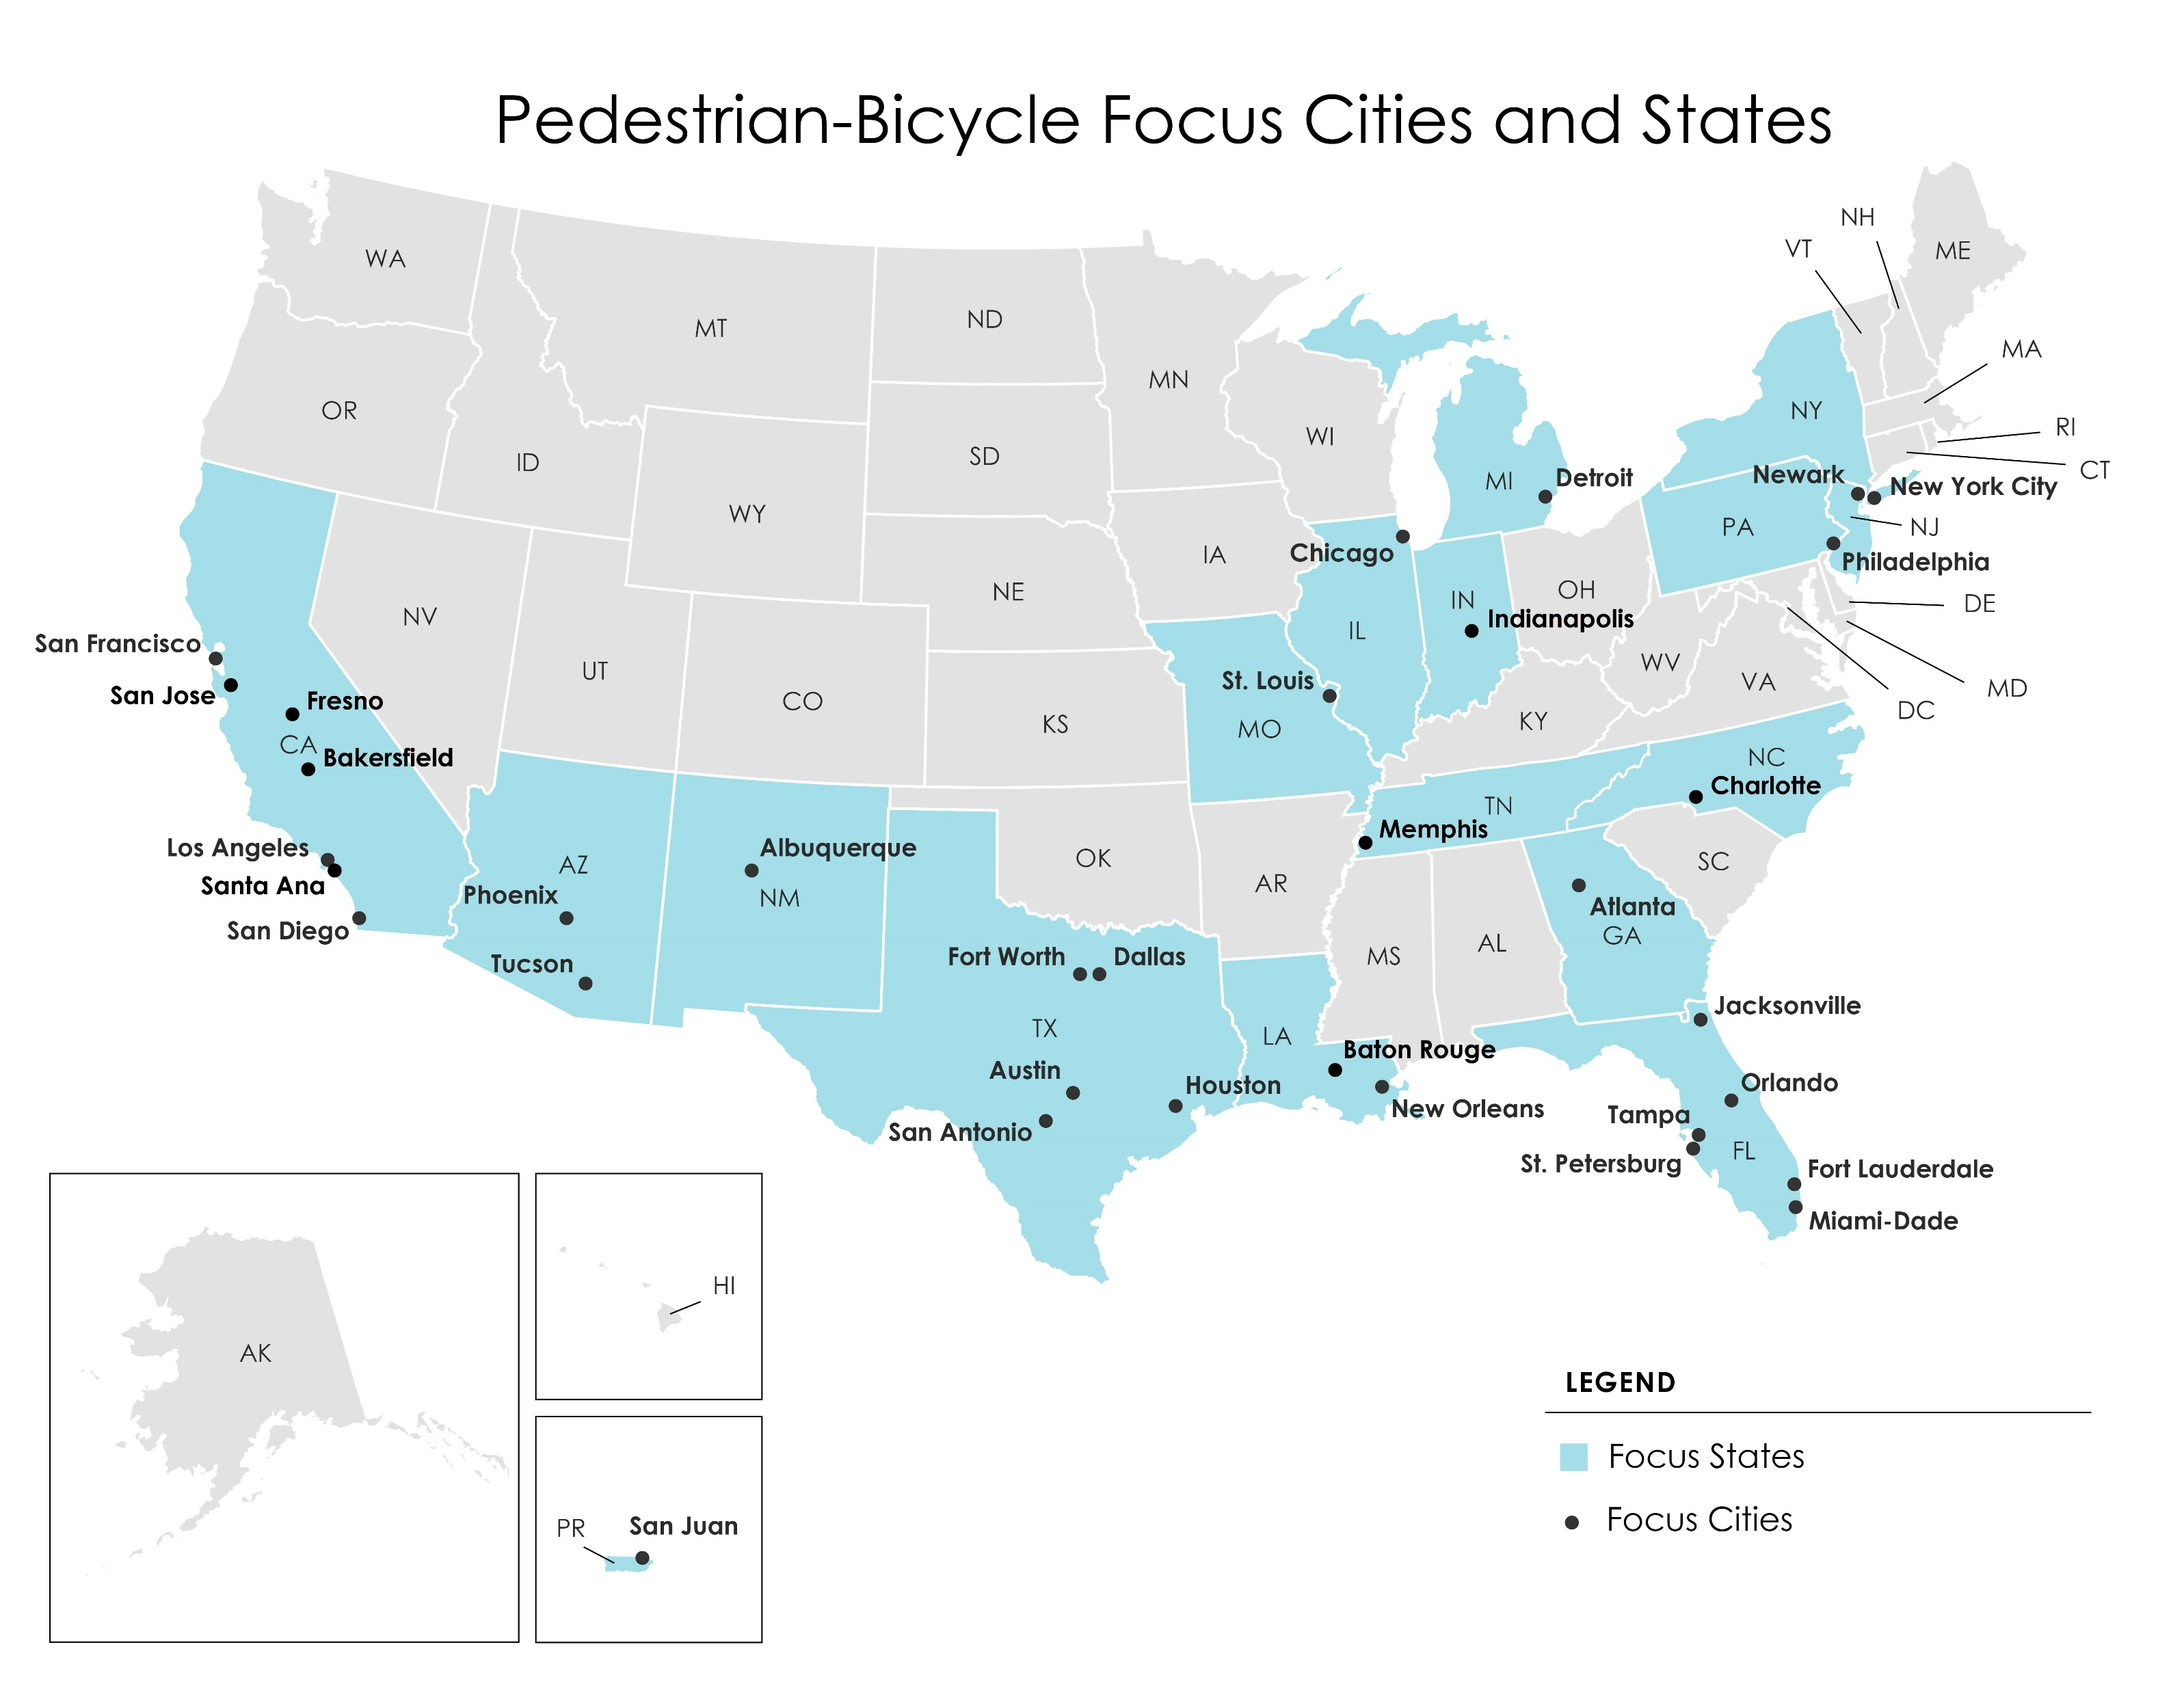 Pedestrian-Bicycle Focus Cities and States
NH
VT
ME
WA
MT
ND
MN
MA
OR
ID
SD
WI
MI
Detroit
NY
RI
CT
Newark
New York City
WY
NJ
PA
Philadelphia
Chicago
IA
NE
OH
IN
Indianapolis
DE
NV
IL
San Francisco
UT
WV
VA
MD
DC
San Jose
Fresno
CA
Bakersfield
CO
KS
St. Louis
MO
KY
NC
Charlotte
TN
Memphis
Los Angeles
Santa Ana
San Diego
AZ
Phoenix
Tucson
Albuquerque
NM
OK
AR
SC
Atlanta
GA
MS
AL
Fort Worth
Dallas
TX
LA
Baton Rouge
New Orleans
Austin
Houston
San Antonio
Jacksonville
Orlando
Tampa
FL
St. Petersburg
Fort Lauderdale
Miami-Dade
AK
HI
PR
San Juan
LEGEND
Focus States
Focus Cities